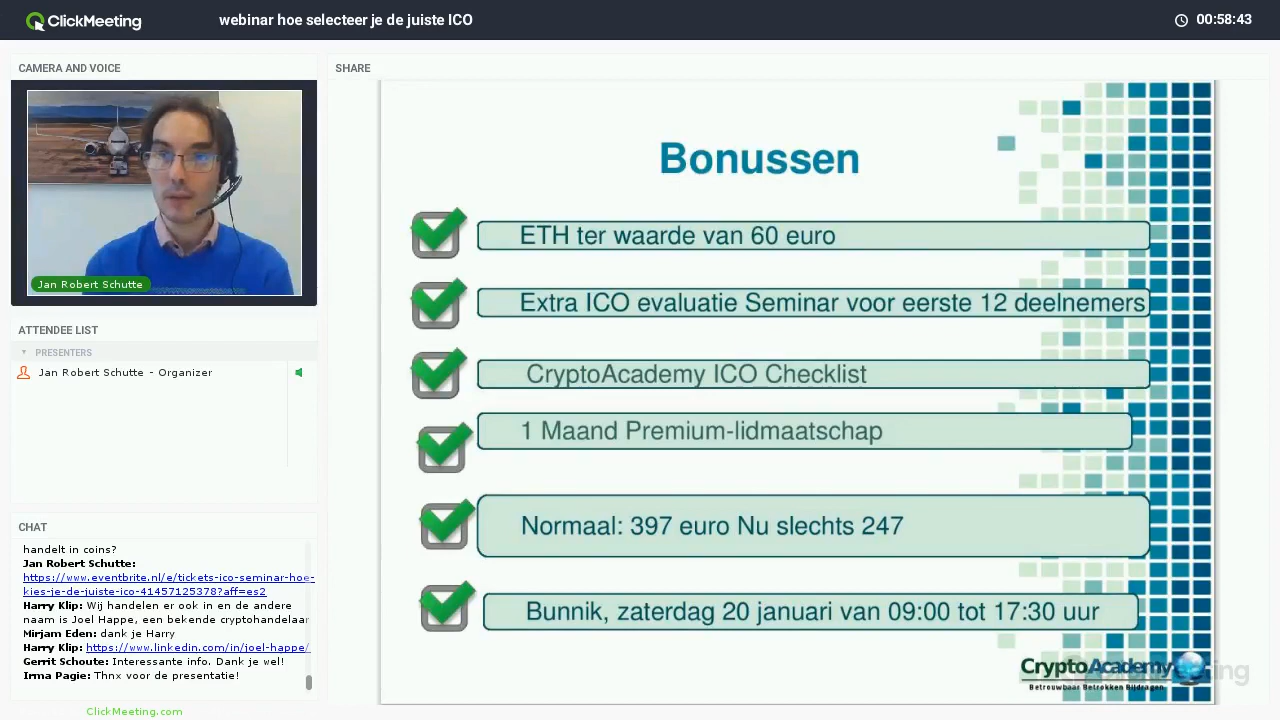 ClickMeeting
webinar hoe selecteer je de juiste ICO
00:58:43
CAMERA AND VOICE
Jan Robert Schutte
ATTENDEE LIST
PRESENTERS
Jan Robert Schutte - Organizer
CHAT
handelt in coins?
Jan Robert Schutte:
https://www.eventbrite.nl/e/tickets-ico-seminar-hoe-
kies-je-de-juiste-ico-41457125378?aff=es2
Harry Klip: Wij handelen er ook in en de andere
naam is Joel Happe, een bekende cryptohandelaar
Mirjam Eden: dank je Harry
Harry Klip: https://www.linkedin.com/in/joel-happe/
Gerrit Schoute: Interessante info. Dank je wel!
Irma Pagie: Thnx voor de presentatie!
ClickMeeting.com
SHARE
Bonussen
ETH ter waarde van 60 euro
Extra ICO evaluatie Seminar voor eerste 12 deelnemers
CryptoAcademy ICO Checklist
1 Maand Premium-lidmaatschap
Normaal: 397 euro Nu slechts 247
Bunnik, zaterdag 20 januari van 09:00 tot 17:30 uur
CryptoAcademy
Betrouwbaar Betrokken Bijdragen
ClickMeeting